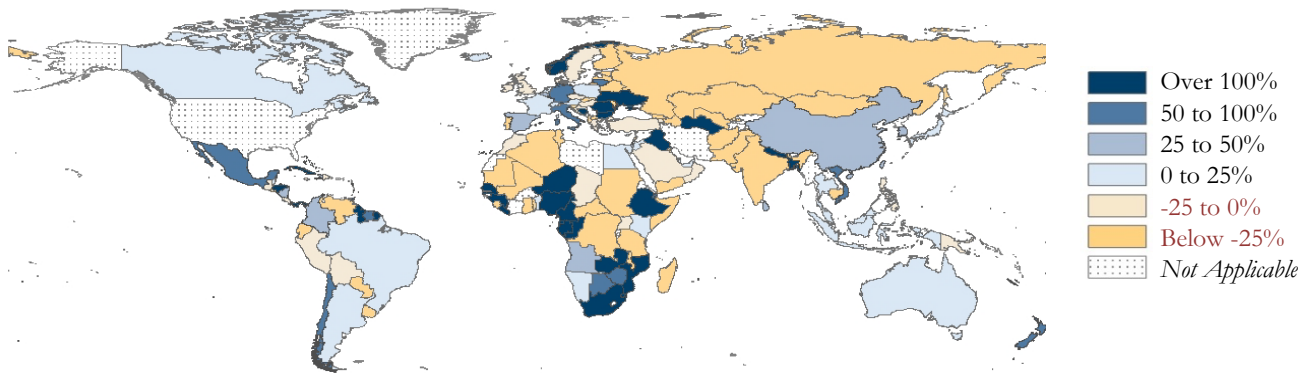 Over 100%
50 to 100%
25 to 50%
0 to 25%
-25 to 0%
Below -25%
Not Applicable